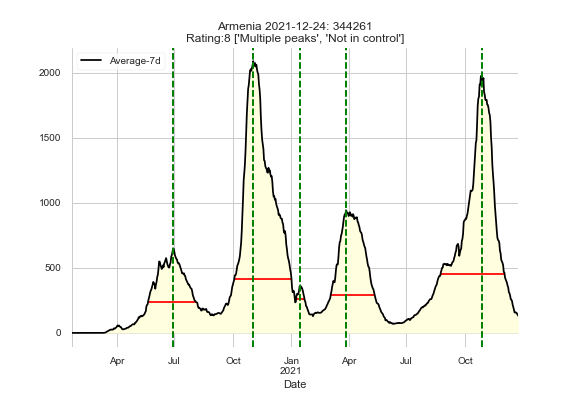 Armenia 2021-12-24: 344261
Rating:8 ['Multiple peaks', 'Not in control']
Average-7d
2000
1500
1000
500
0
Apr Jul Oct Jan Apr Jul Oct
2021
Date